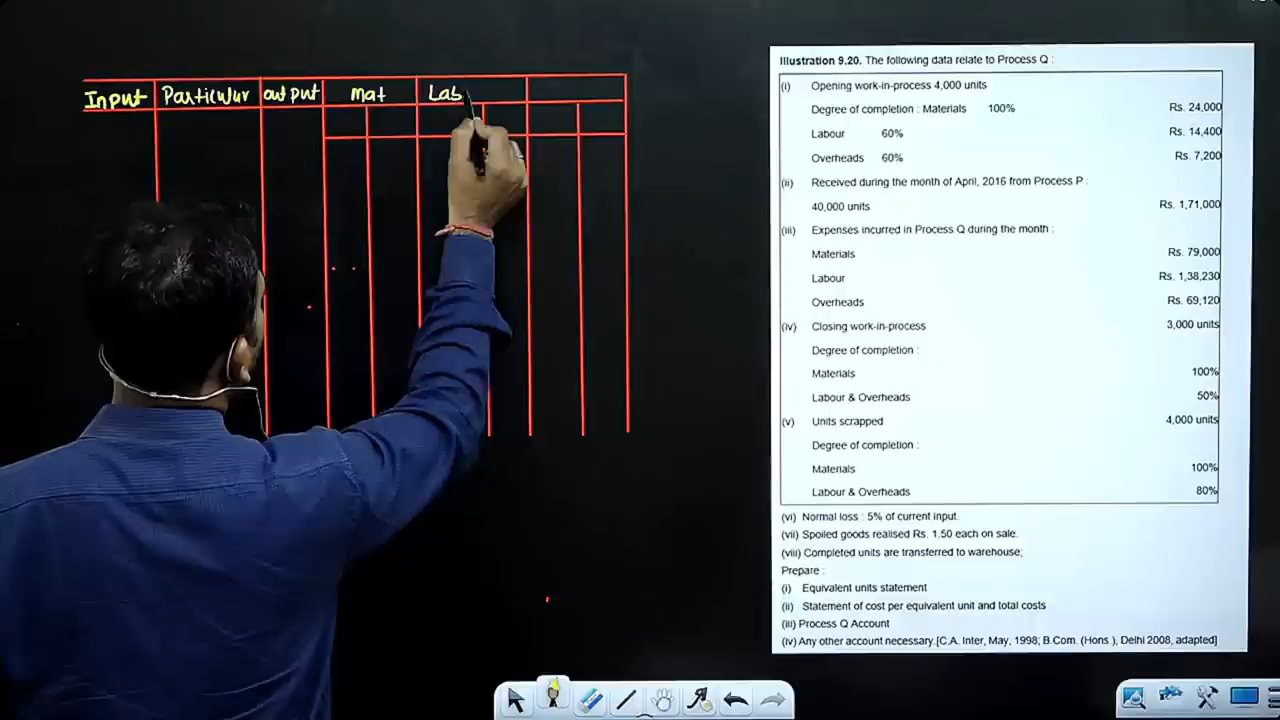 Input Particular output Mat Lab
Illustration 9.20. The following data relate to Process Q :
(i) Opening work-in-process 4,000 units
Degree of completion : Materials 100% Rs. 24,000
Labour 60% Rs. 14,400
Overheads 60% Rs. 7,200
(ii) Received during the month of April, 2016 from Process P :
40,000 units Rs. 1,71,000
(iii) Expenses incurred in Process Q during the month :
Materials Rs. 79,000
Labour Rs. 1,38,230
Overheads Rs. 69,120
(iv) Closing work-in-process 3,000 units
Degree of completion :
Materials 100%
Labour & Overheads 50%
(v) Units scrapped 4,000 units
Degree of completion :
Materials 100%
Labour & Overheads 80%
(vi) Normal loss : 5% of current input.
(vii) Spoiled goods realised Rs. 1.50 each on sale.
(viii) Completed units are transferred to warehouse;
Prepare :
(i) Equivalent units statement
(ii) Statement of cost per equivalent unit and total costs
(iii) Process Q Account
(iv) Any other account necessary.[C.A. Inter, May, 1998; B.Com. (Hons.), Delhi 2008, adapted]